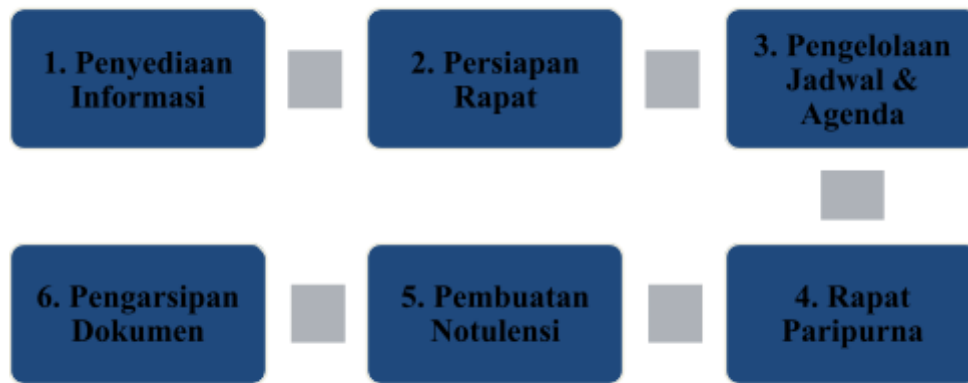 1. Penyediaan
Informasi
2. Persiapan
Rapat
3. Pengelolaan
Jadwal &
Agenda
4. Rapat
Paripurna
5. Pembuatan
Notulensi
6. Pengarsipan
Dokumen